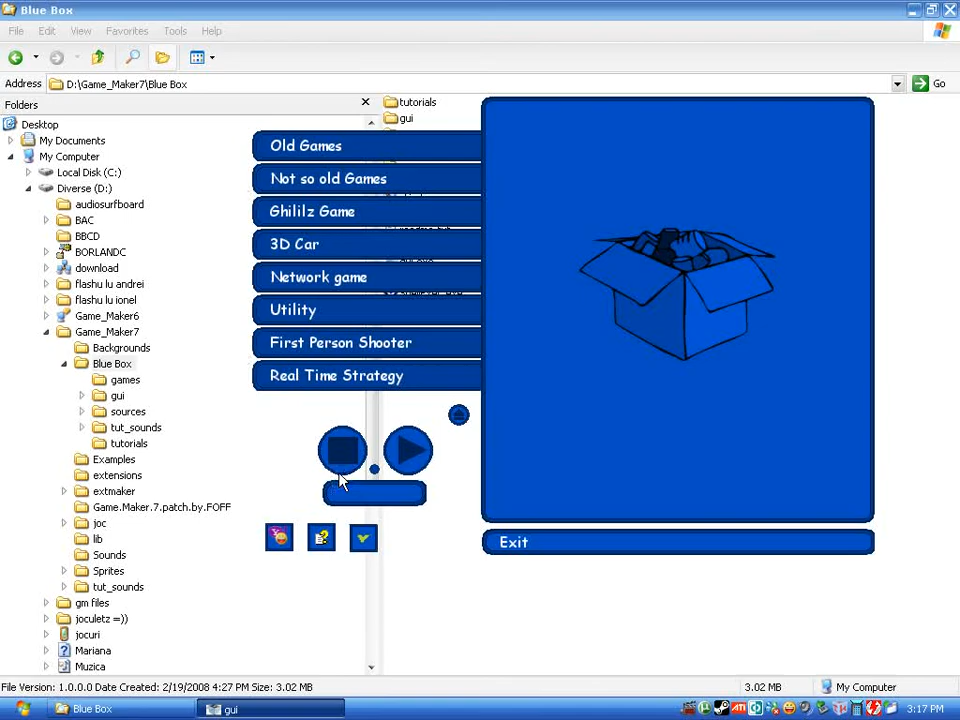 Blue Box
File Edit View Favorites Tools Help
Address D:\Game_Maker7\Blue Box Go
Folders
Desktop
My Documents
My Computer
Local Disk (C:)
Diverse (D:)
audiosurfboard
BAC
BBCD
BORLANDC
download
flashu lu andrei
flashu lu ionel
Game_Maker6
Game_Maker7
Backgrounds
Blue Box
games
gui
sources
tut_sounds
tutorials
Examples
extensions
extmaker
Game.Maker.7.patch.by.FOFF
joc
lib
Sounds
Sprites
tut_sounds
gm files
joculetz =))
jocuri
Mariana
Muzica
tutorials
gui
Old Games
Not so old Games
Ghililz Game
3D Car
Network game
Utility
First Person Shooter
Real Time Strategy
Exit
File Version: 1.0.0.0 Date Created: 2/19/2008 4:27 PM Size: 3.02 MB 3.02 MB My Computer
Blue Box gui ATI 3:17 PM